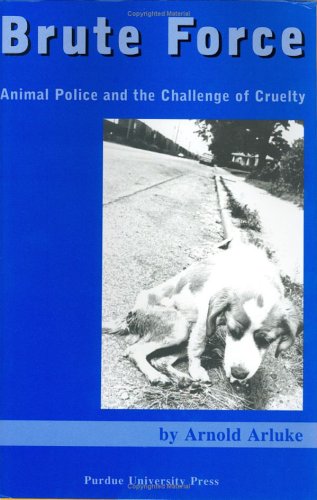 Brute Force
Animal Police and the Challenge of Cruelty
by Arnold Arluke
Purdue University Press